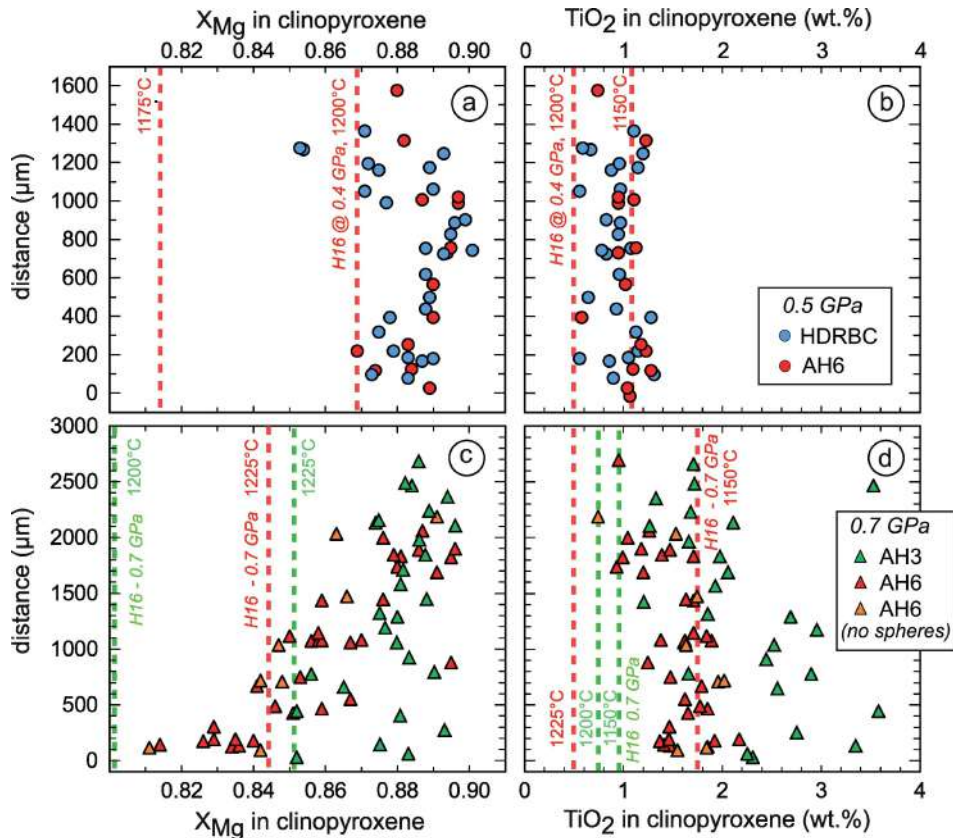 X_Mg in clinopyroxene
TiO₂ in clinopyroxene (wt.%)
0.82 0.84 0.86 0.88 0.90
0 1 2 3 4
distance (µm)
1600
1400
1200
1000
800
600
400
200
0
1175°C
H16 @ 0.4 GPa, 1200°C
a
H16 @ 0.4 GPa, 1200°C
1150°C
b
0.5 GPa
HDRBC
AH6
distance (µm)
3000
2500
2000
1500
1000
500
0
H16 - 0.7 GPa 1200°C
H16 - 0.7 GPa 1225°C
1225°C
c
1225°C
1200°C
1150°C
H16 0.7 GPa
H16 - 0.7 GPa
1150°C
d
0.7 GPa
AH3
AH6
AH6
(no spheres)
0.82 0.84 0.86 0.88 0.90
0 1 2 3 4
X_Mg in clinopyroxene
TiO₂ in clinopyroxene (wt.%)